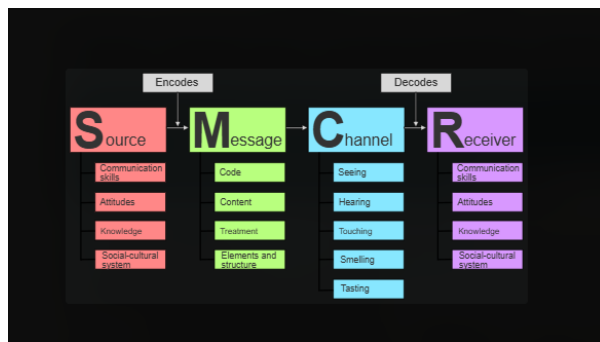 Encodes
Decodes
Source
Message
Channel
Receiver
Communication
skills
Attitudes
Knowledge
Social-cultural
system
Code
Content
Treatment
Elements and
structure
Seeing
Hearing
Touching
Smelling
Tasting
Communication
skills
Attitudes
Knowledge
Social-cultural
system